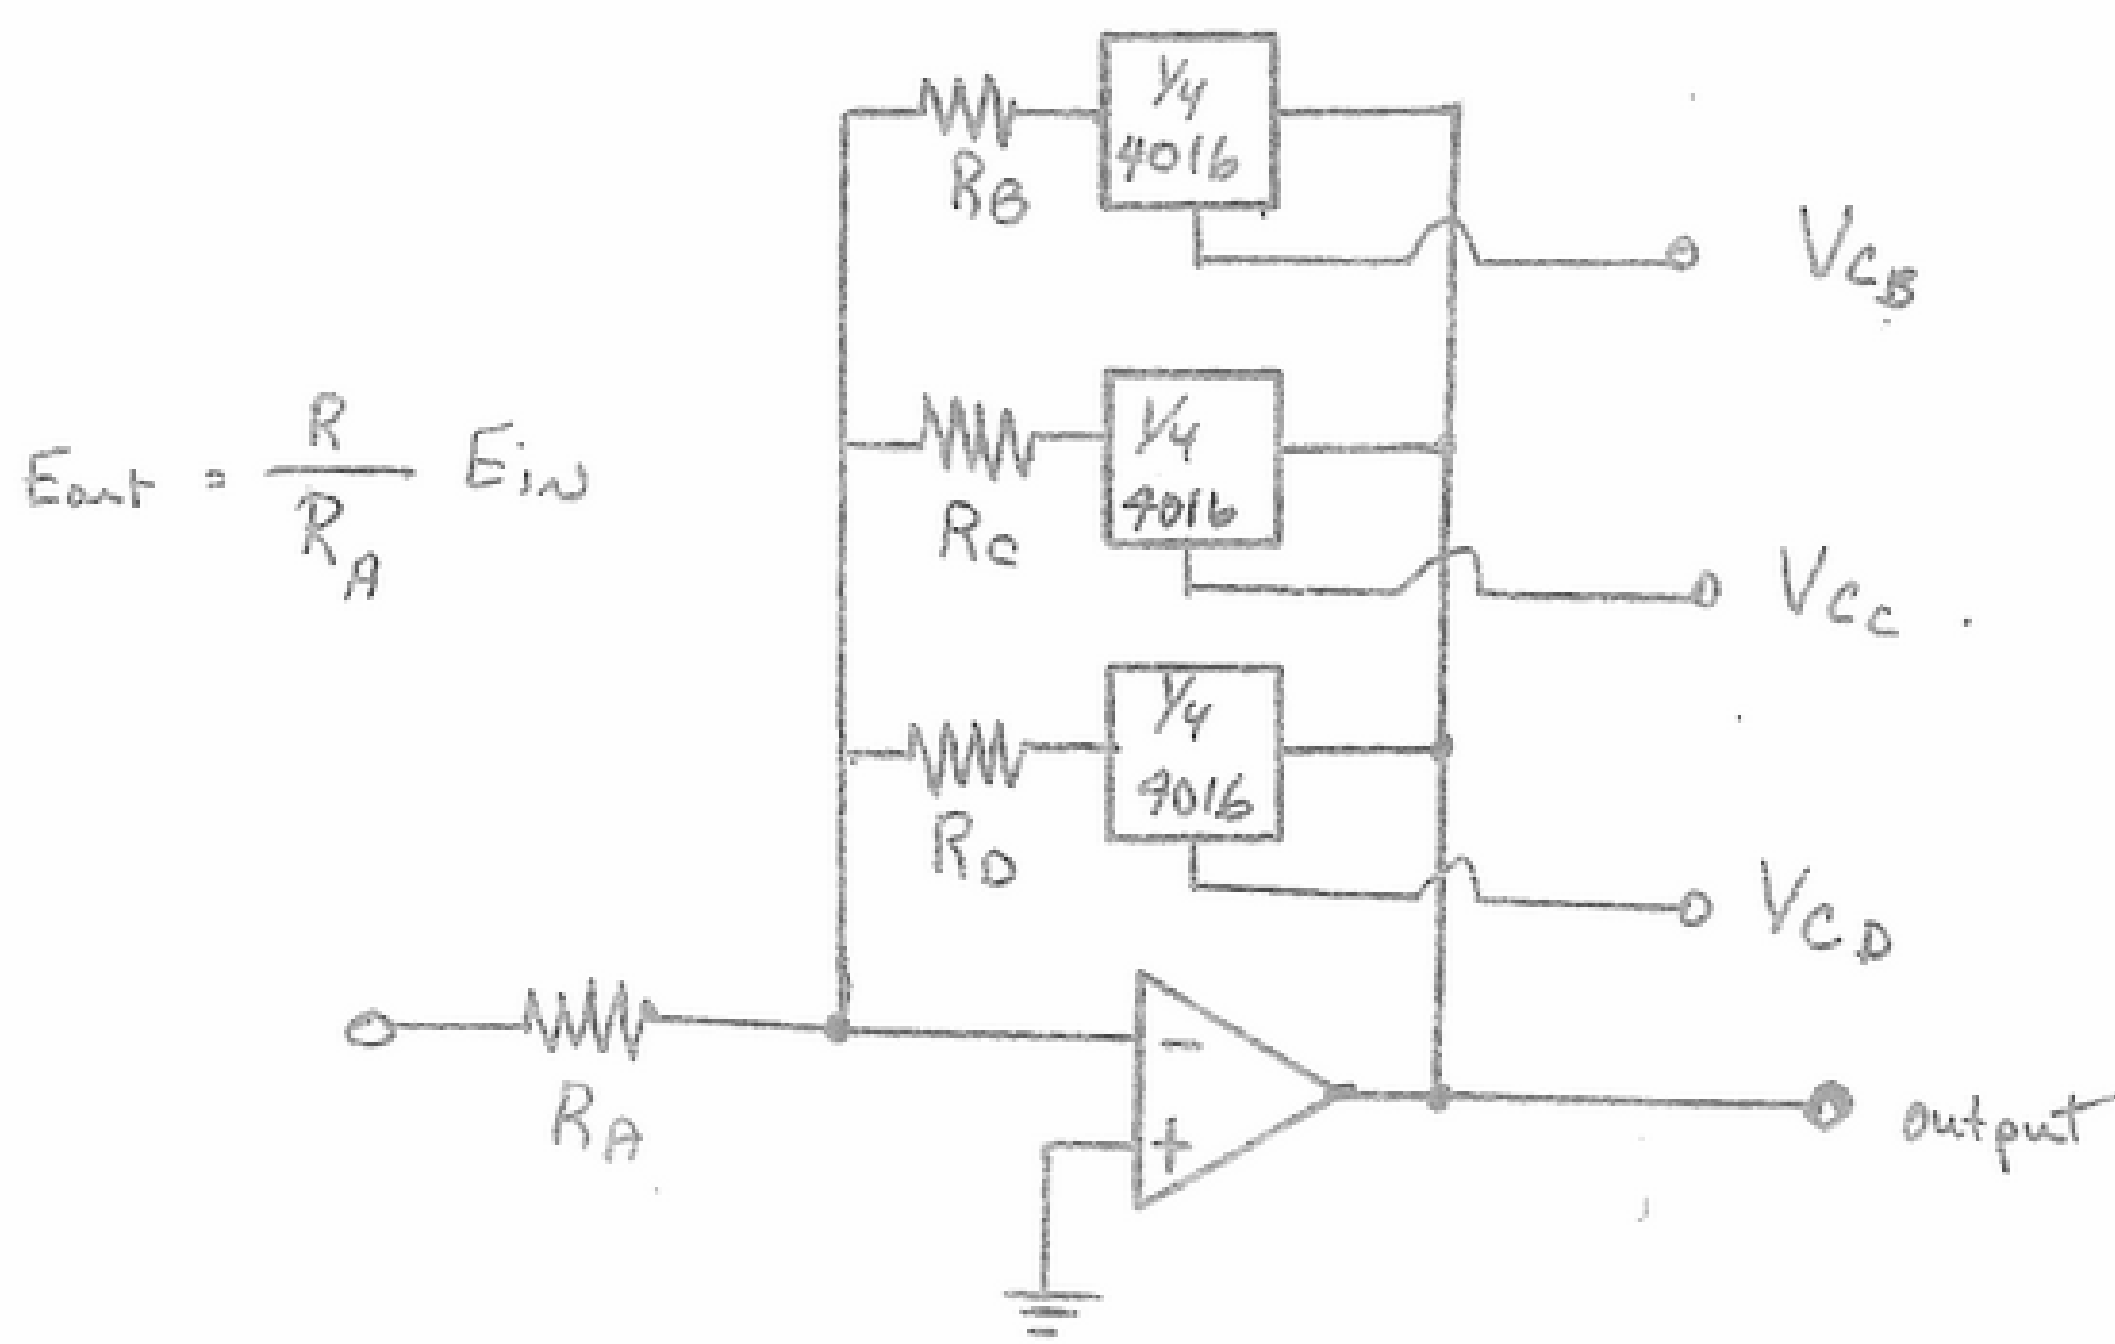 1/4
4016
RB
VCB
Eout = R/RA Ein
1/4
4016
RC
VCC
1/4
4016
RD
VCD
RA
−
+
output